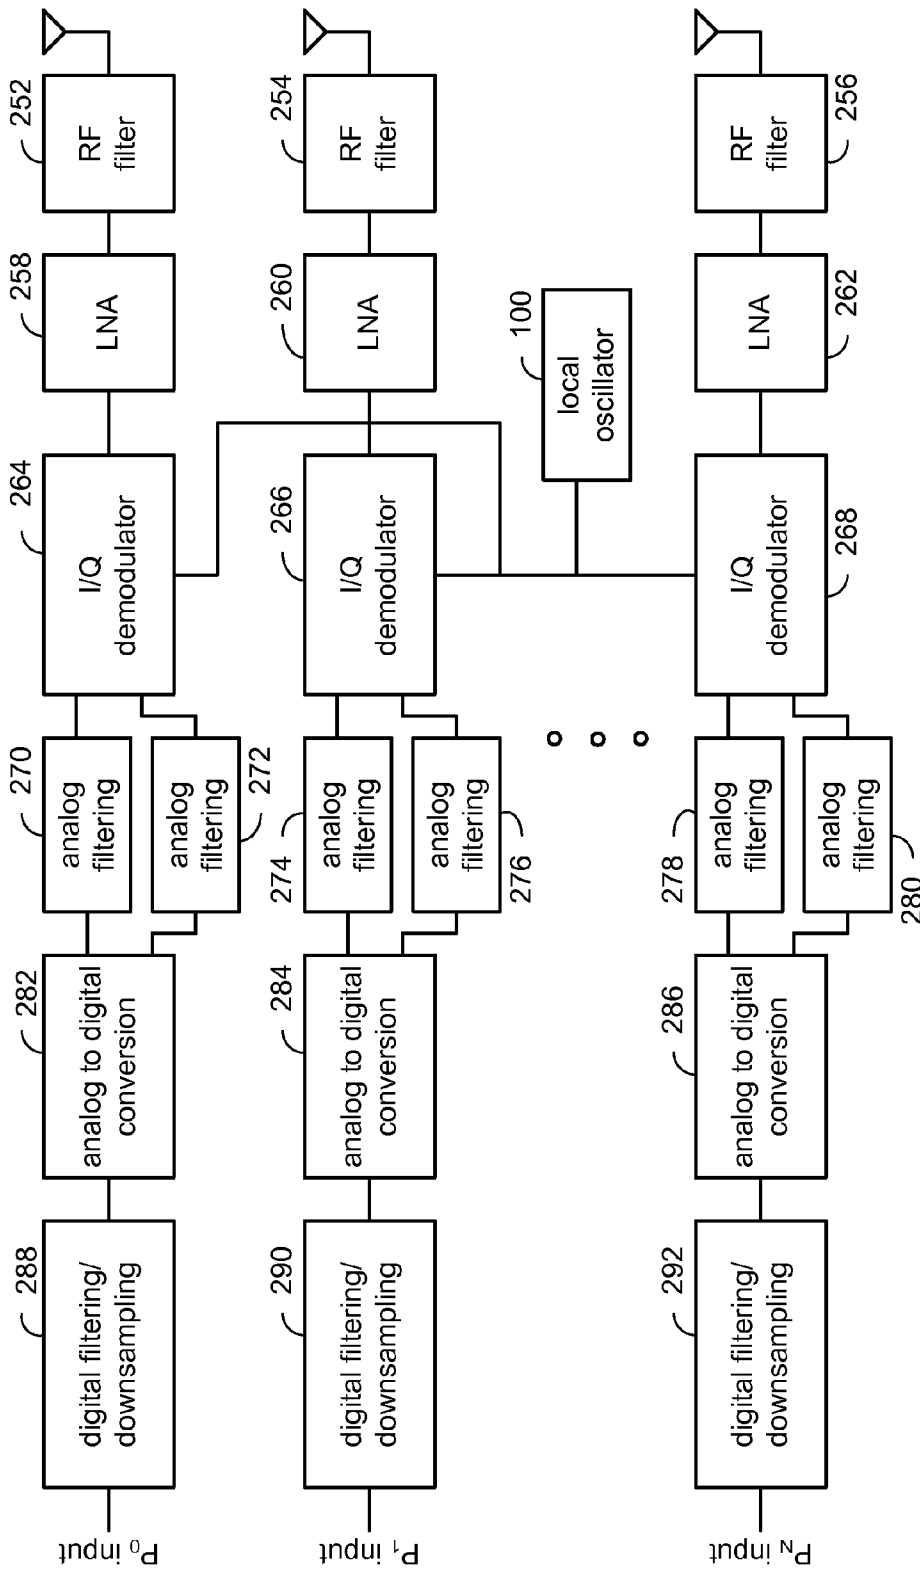 252
RF
filter
258
LNA
264
I/Q
demodulator
270
analog
filtering
272
analog
filtering
282
analog to digital
conversion
288
digital filtering/
downsampling
P0 input
254
RF
filter
260
LNA
266
I/Q
demodulator
274
analog
filtering
276
analog
filtering
284
analog to digital
conversion
290
digital filtering/
downsampling
P1 input
100
local
oscillator
256
RF
filter
262
LNA
268
I/Q
demodulator
278
analog
filtering
280
analog
filtering
286
analog to digital
conversion
292
digital filtering/
downsampling
PN input